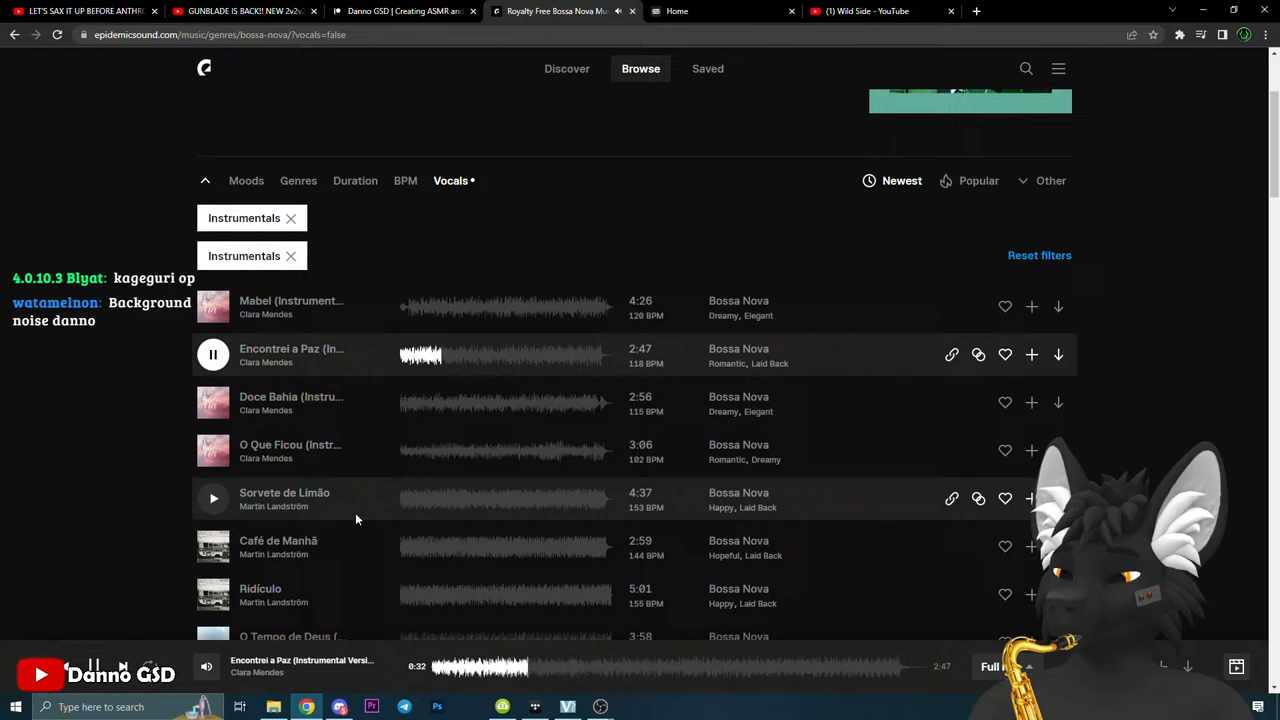 LET'S SAX IT UP BEFORE ANTHR
GUNBLADE IS BACK!! NEW 2v2v
Danno GSD | Creating ASMR and
Royalty Free Bossa Nova Mu
Home
(1) Wild Side - YouTube
epidemicsound.com/music/genres/bossa-nova/?vocals=false
Discover
Browse
Saved
Moods
Genres
Duration
BPM
Vocals
Newest
Popular
Other
Instrumentals
Instrumentals
Reset filters
4.0.10.3 Blyat: kageguri op
watamelnon: Background
noise danno
Mabel (Instrument...
Clara Mendes
4:26
120 BPM
Bossa Nova
Dreamy, Elegant
Encontrei a Paz (In...
Clara Mendes
2:47
118 BPM
Bossa Nova
Romantic, Laid Back
Doce Bahia (Instru...
Clara Mendes
2:56
115 BPM
Bossa Nova
Dreamy, Elegant
O Que Ficou (Instr...
Clara Mendes
3:06
102 BPM
Bossa Nova
Romantic, Dreamy
Sorvete de Limão
Martin Landström
4:37
153 BPM
Bossa Nova
Happy, Laid Back
Café de Manhã
Martin Landström
2:59
144 BPM
Bossa Nova
Hopeful, Laid Back
Ridículo
Martin Landström
5:01
155 BPM
Bossa Nova
Happy, Laid Back
O Tempo de Deus (...
3:58
Bossa Nova
Danno GSD
Encontrei a Paz (Instrumental Versi...
Clara Mendes
0:32
2:47
Full
Type here to search